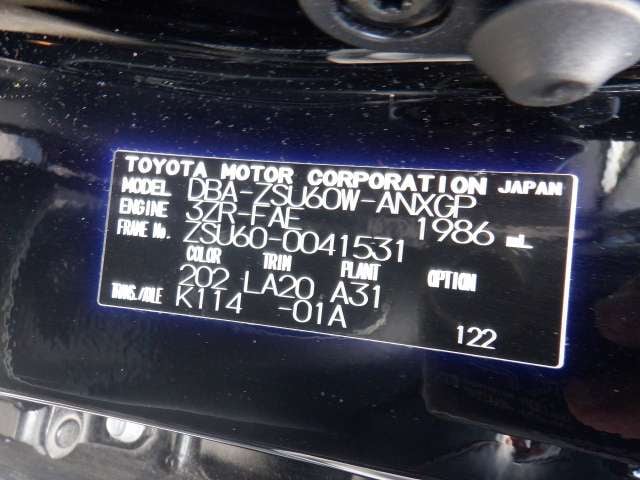 TOYOTA MOTOR CORPORATION JAPAN
MODEL DBA-ZSU60W-ANXGP
ENGINE 3ZR-FAE 1986 mL
FRAME No. ZSU60-0041531
COLOR TRIM PLANT OPTION
202 LA20 A31
TRANS./AXLE K114 -01A
122